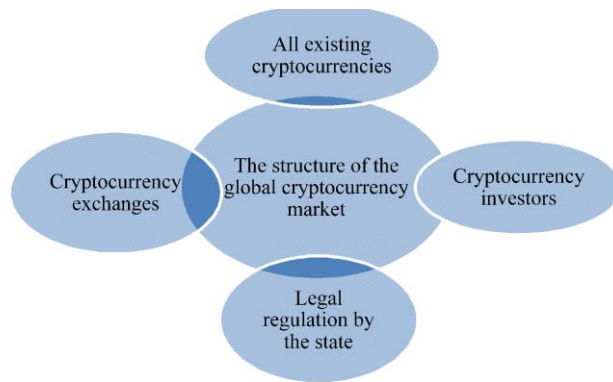 All existing
cryptocurrencies
Cryptocurrency
exchanges
The structure of the
global cryptocurrency
market
Cryptocurrency
investors
Legal
regulation by
the state